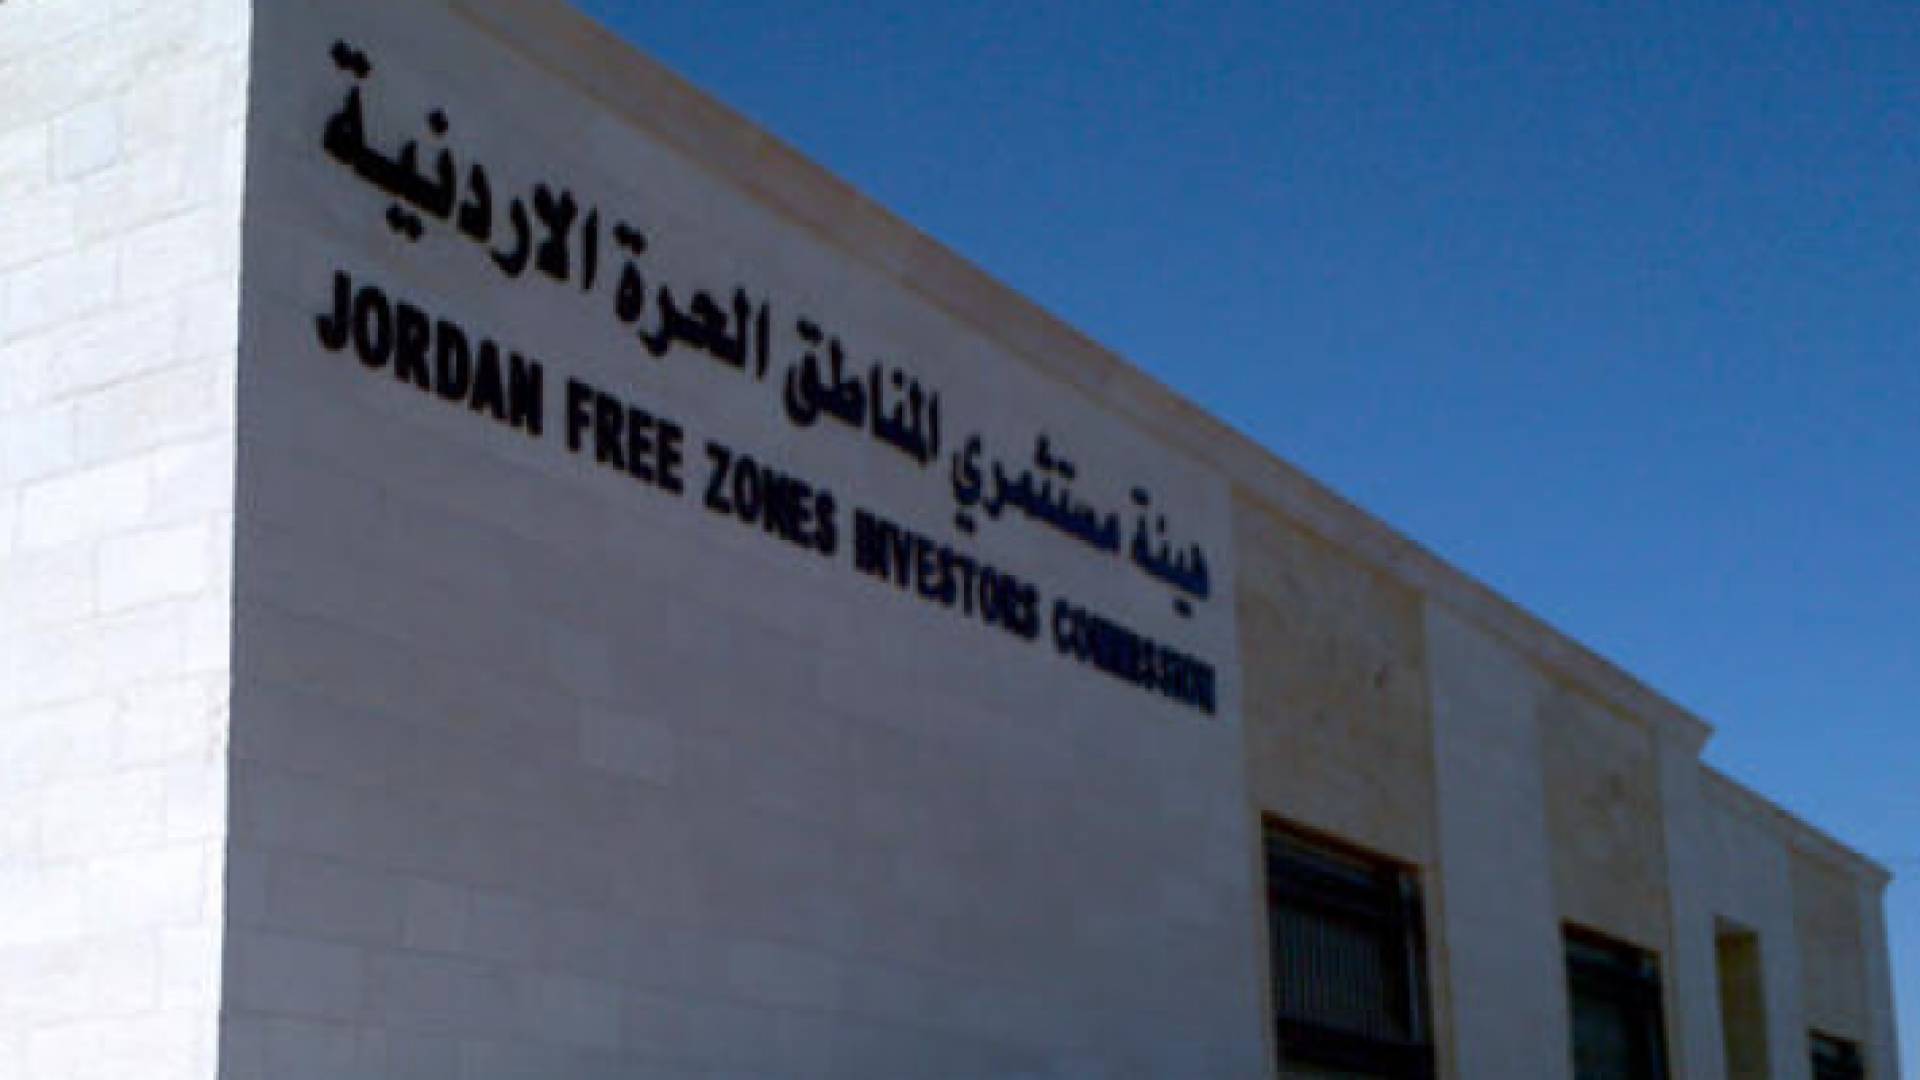 هيئة مستثمري المناطق الحرة الاردنية
JORDAN FREE ZONES INVESTORS COMMISSION